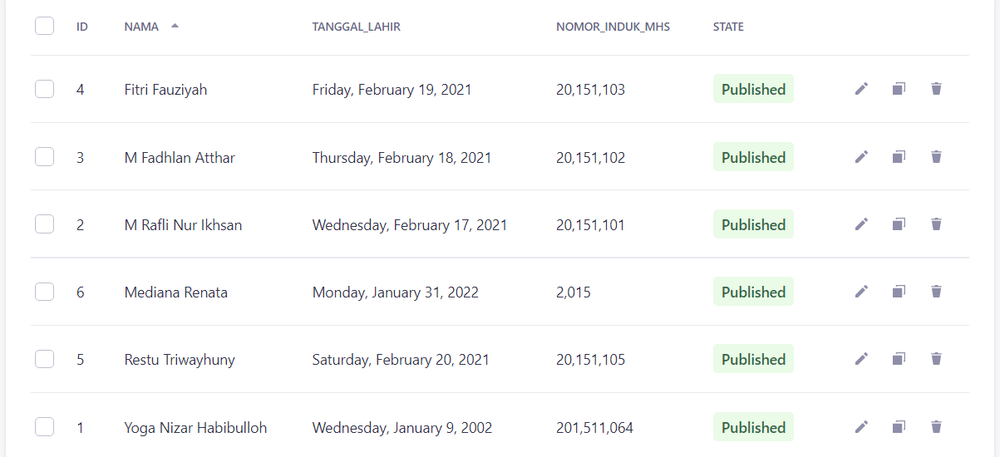 ID NAMA TANGGAL_LAHIR NOMOR_INDUK_MHS STATE
4 Fitri Fauziyah Friday, February 19, 2021 20,151,103 Published
3 M Fadhlan Atthar Thursday, February 18, 2021 20,151,102 Published
2 M Rafli Nur Ikhsan Wednesday, February 17, 2021 20,151,101 Published
6 Mediana Renata Monday, January 31, 2022 2,015 Published
5 Restu Triwayhuny Saturday, February 20, 2021 20,151,105 Published
1 Yoga Nizar Habibulloh Wednesday, January 9, 2002 201,511,064 Published